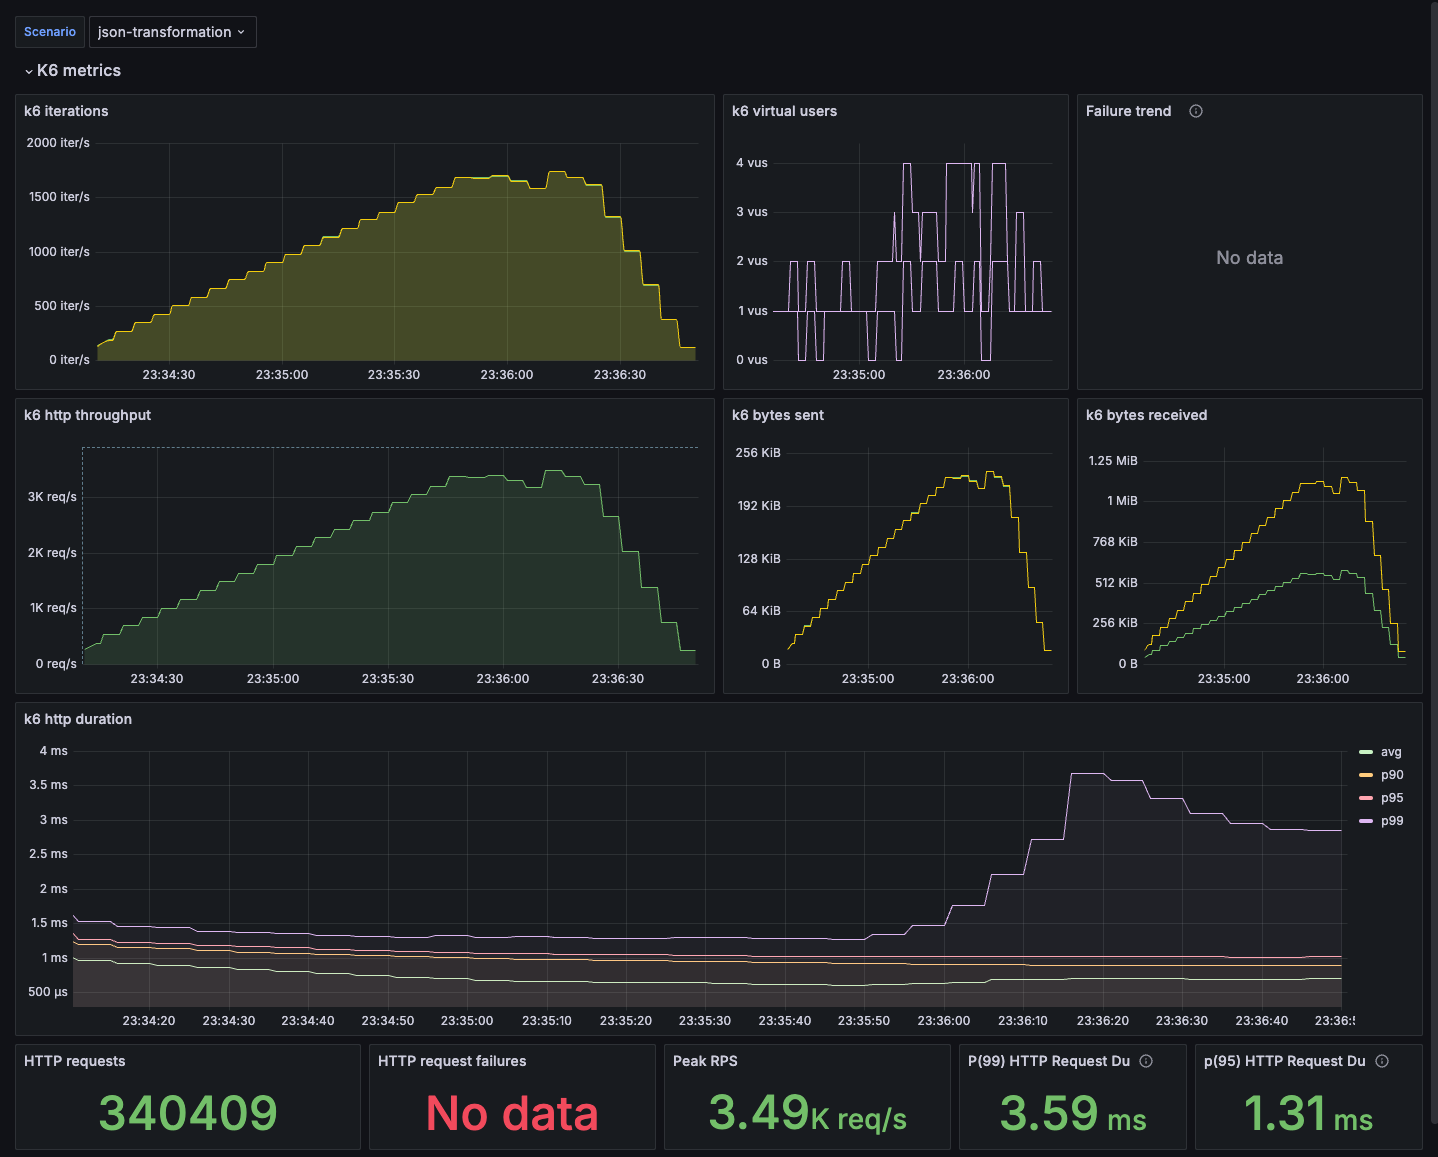 Scenario
json-transformation
K6 metrics
k6 iterations
2000 iter/s
1500 iter/s
1000 iter/s
500 iter/s
0 iter/s
23:34:30 23:35:00 23:35:30 23:36:00 23:36:30
k6 virtual users
4 vus
3 vus
2 vus
1 vus
0 vus
23:35:00 23:36:00
Failure trend
No data
k6 http throughput
3K req/s
2K req/s
1K req/s
0 req/s
23:34:30 23:35:00 23:35:30 23:36:00 23:36:30
k6 bytes sent
256 KiB
192 KiB
128 KiB
64 KiB
0 B
23:35:00 23:36:00
k6 bytes received
1.25 MiB
1 MiB
768 KiB
512 KiB
256 KiB
0 B
23:35:00 23:36:00
k6 http duration
4 ms
3.5 ms
3 ms
2.5 ms
2 ms
1.5 ms
1 ms
500 µs
23:34:20 23:34:30 23:34:40 23:34:50 23:35:00 23:35:10 23:35:20 23:35:30 23:35:40 23:35:50 23:36:00 23:36:10 23:36:20 23:36:30 23:36:40
avg
p90
p95
p99
HTTP requests
340409
HTTP request failures
No data
Peak RPS
3.49K req/s
P(99) HTTP Request Du
3.59 ms
p(95) HTTP Request Du
1.31 ms